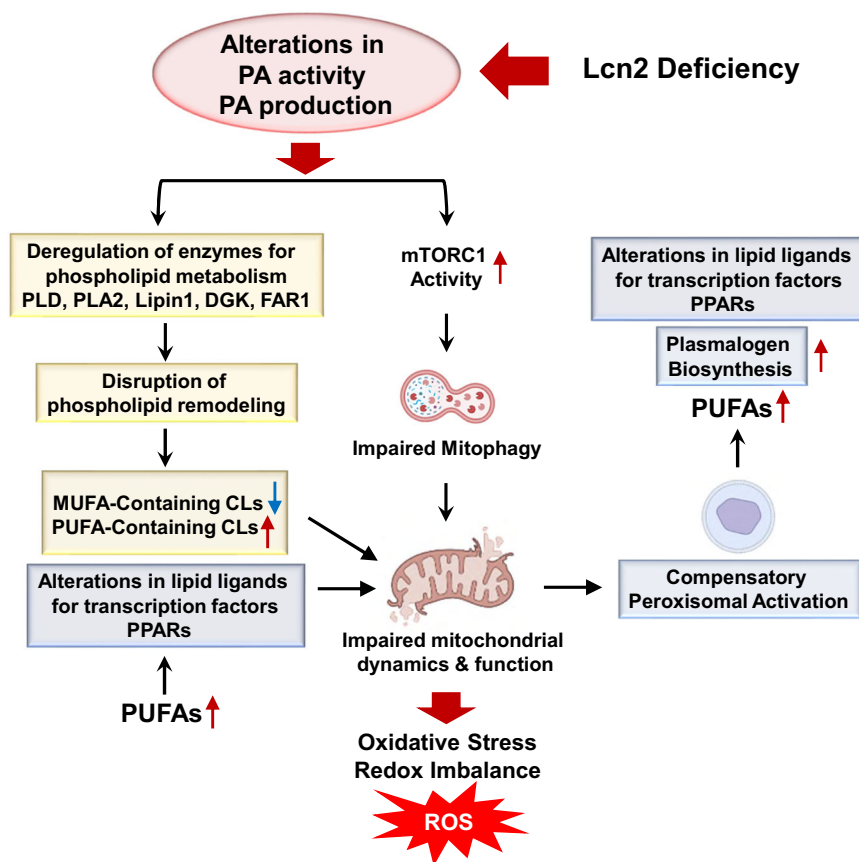 Alterations in
PA activity
PA production
Lcn2 Deficiency
Deregulation of enzymes for
phospholipid metabolism
PLD, PLA2, Lipin1, DGK, FAR1
Disruption of
phospholipid remodeling
MUFA-Containing CLs
PUFA-Containing CLs
Alterations in lipid ligands
for transcription factors
PPARs
PUFAs
mTORC1
Activity
Impaired Mitophagy
Impaired mitochondrial
dynamics & function
Oxidative Stress
Redox Imbalance
ROS
Alterations in lipid ligands
for transcription factors
PPARs
Plasmalogen
Biosynthesis
PUFAs
Compensatory
Peroxisomal Activation